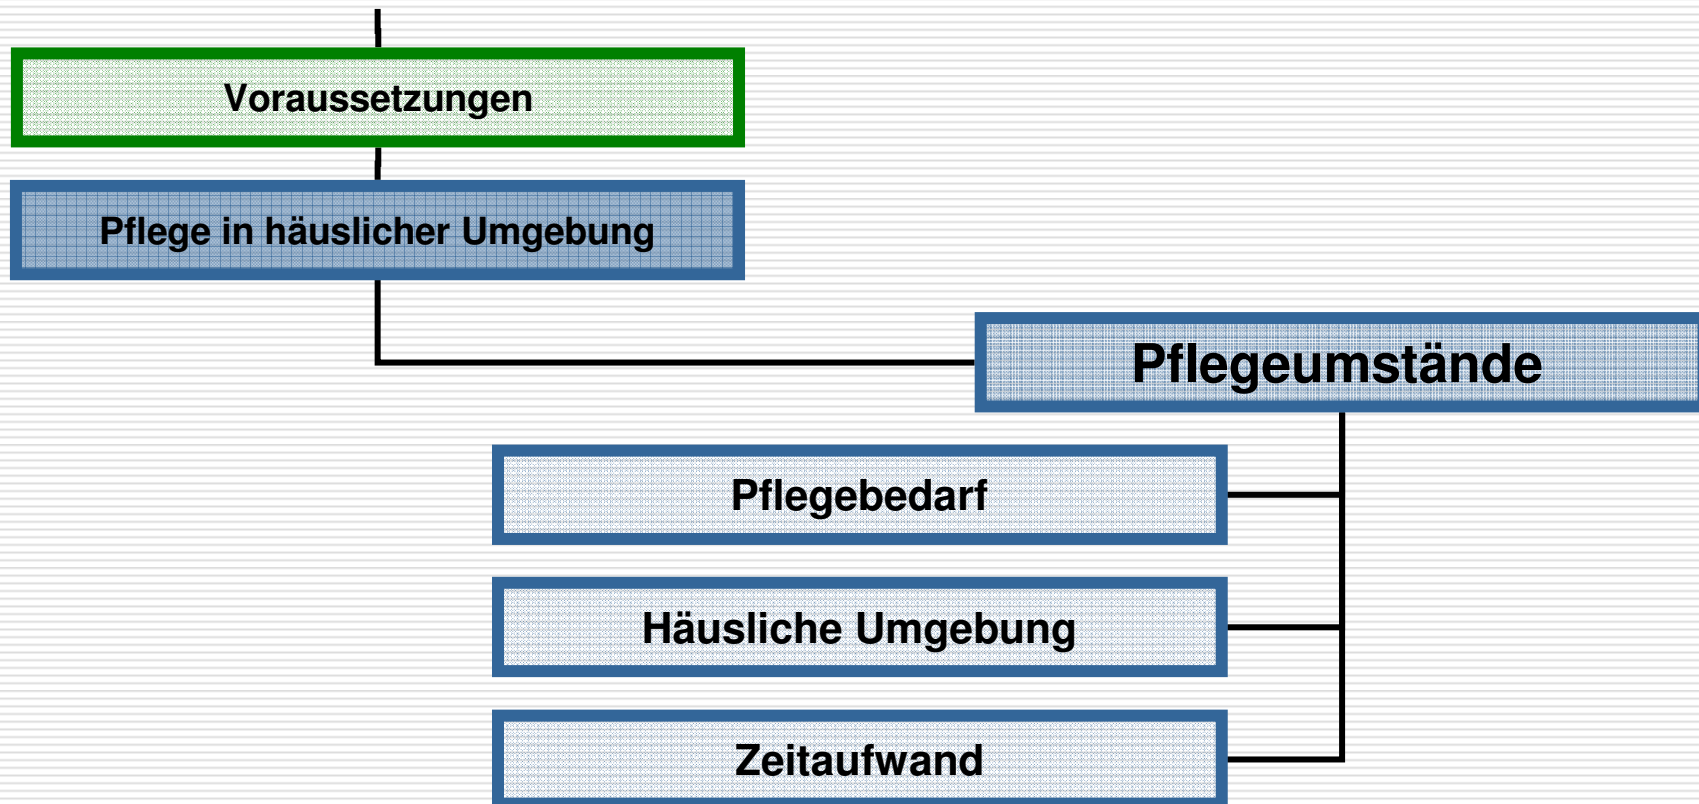 Voraussetzungen
Pflege in häuslicher Umgebung
Pflegeumstände
Pflegebedarf
Häusliche Umgebung
Zeitaufwand